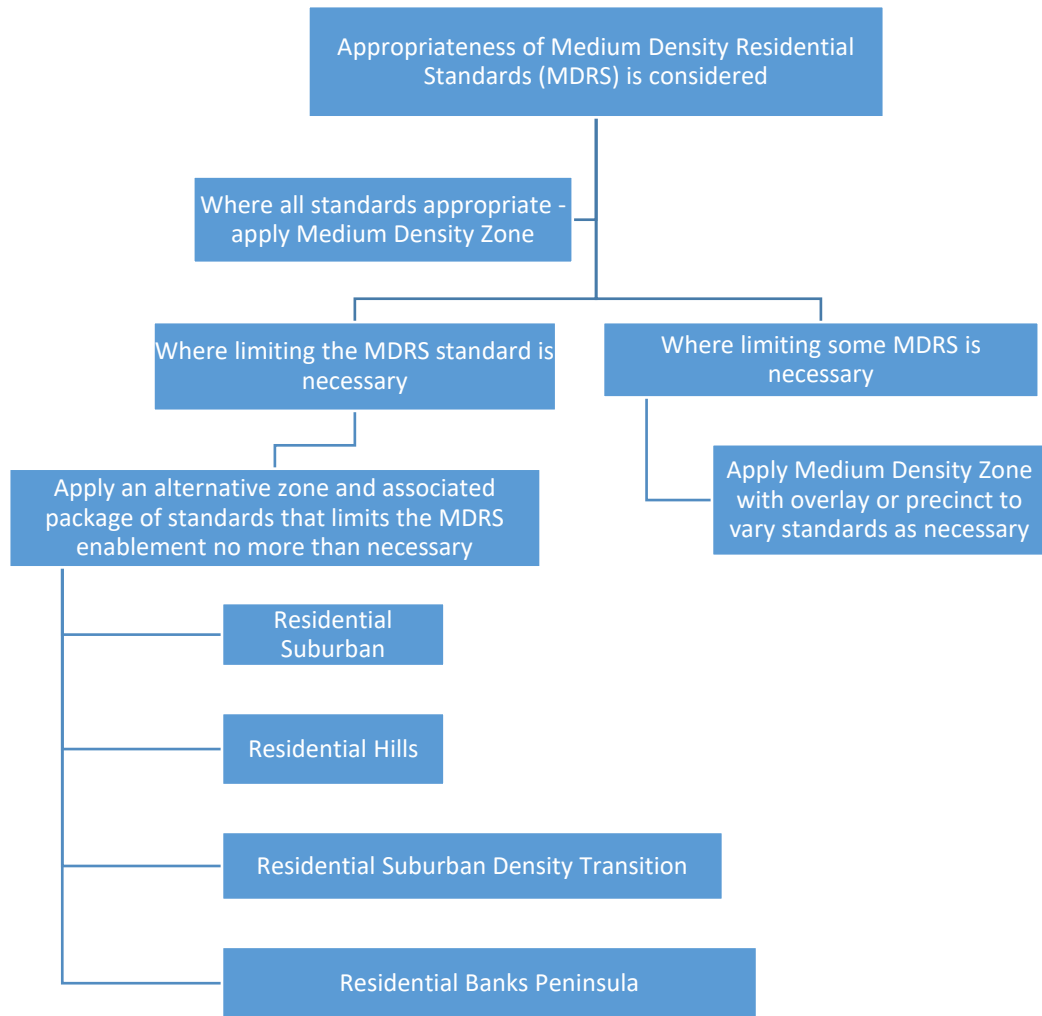 Appropriateness of Medium Density Residential
Standards (MDRS) is considered
Where all standards appropriate -
apply Medium Density Zone
Where limiting the MDRS standard is
necessary
Where limiting some MDRS is
necessary
Apply an alternative zone and associated
package of standards that limits the MDRS
enablement no more than necessary
Apply Medium Density Zone
with overlay or precinct to
vary standards as necessary
Residential
Suburban
Residential Hills
Residential Suburban Density Transition
Residential Banks Peninsula